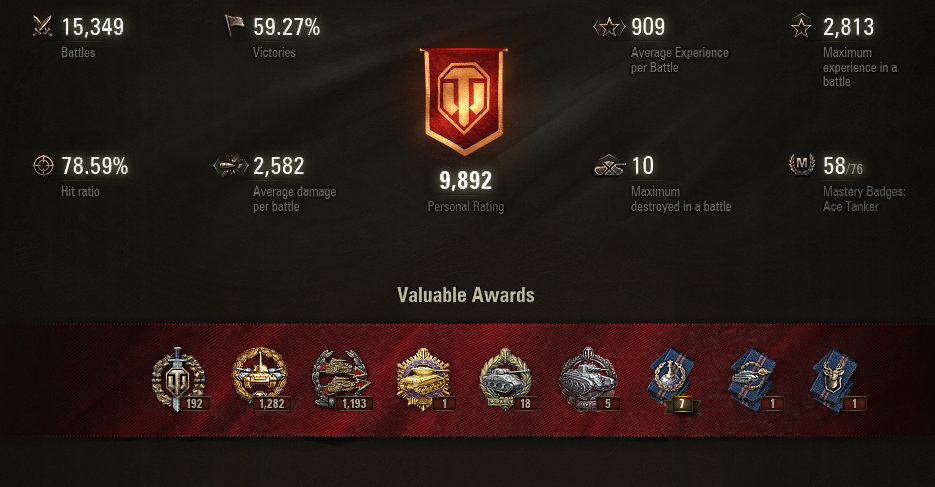 15,349
Battles
59.27%
Victories
909
Average Experience
per Battle
2,813
Maximum
experience in a
battle
78.59%
Hit ratio
2,582
Average damage
per battle
9,892
Personal Rating
10
Maximum
destroyed in a battle
M
58/76
Mastery Badges:
Ace Tanker
Valuable Awards
192
1,282
1,193
1
18
5
7
1
1